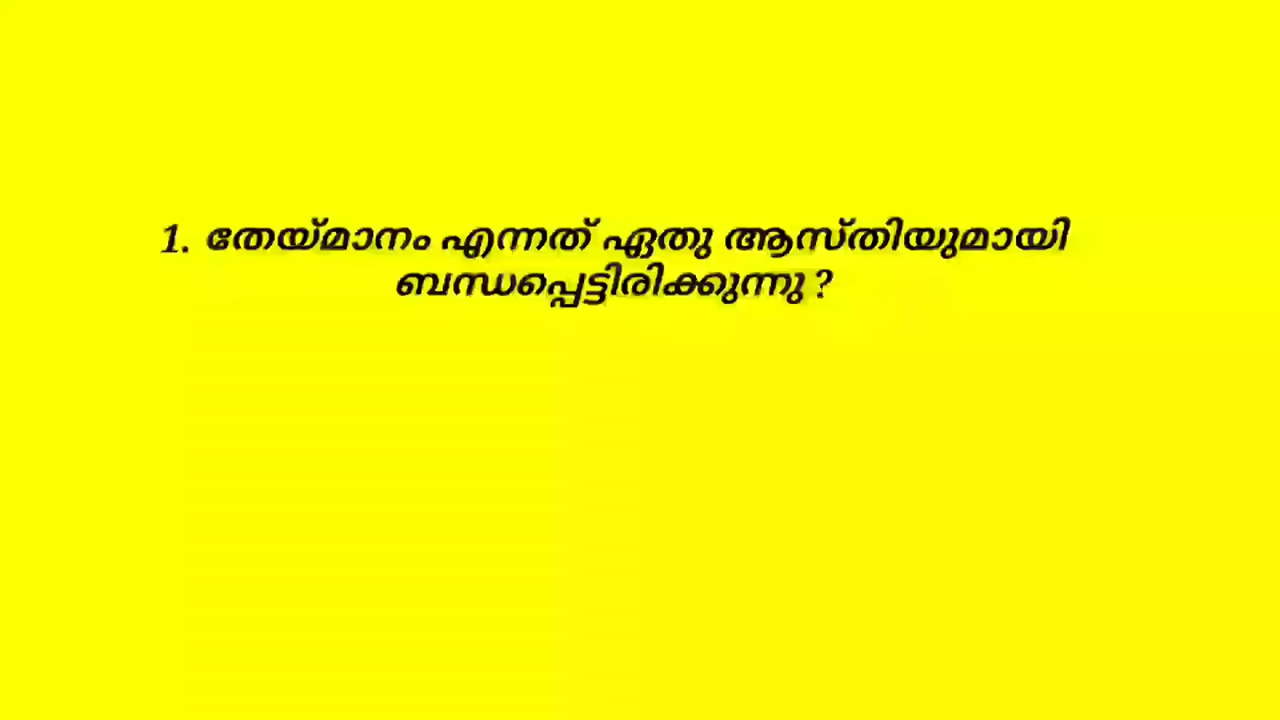 1. തേയ്മാനം എന്നത് ഏതു ആസ്തിയുമായി
ബന്ധപ്പെട്ടിരിക്കുന്നു ?